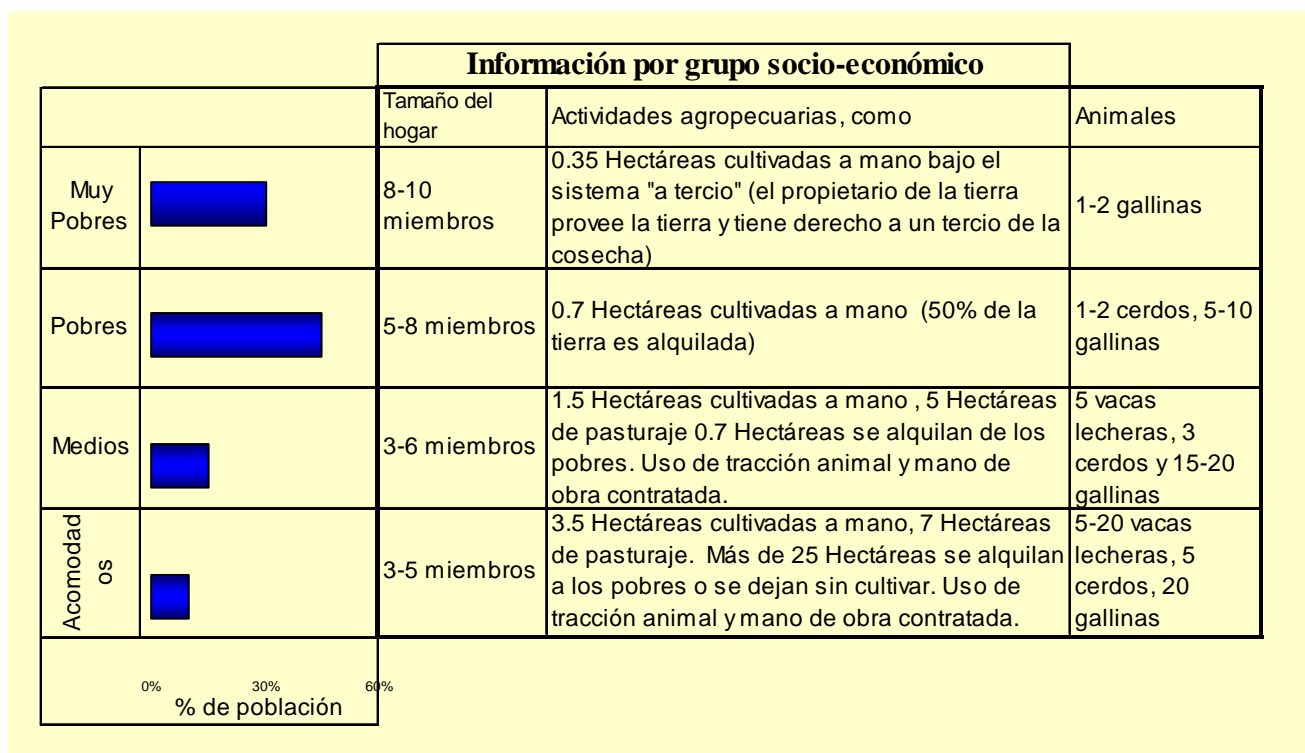 Información por grupo socio-económico
Tamaño del
hogar
Actividades agropecuarias, como
Animales
Muy
Pobres
8-10
miembros
0.35 Hectáreas cultivadas a mano bajo el
sistema "a tercio" (el propietario de la tierra
provee la tierra y tiene derecho a un tercio de la
cosecha)
1-2 gallinas
Pobres
5-8 miembros
0.7 Hectáreas cultivadas a mano (50% de la
tierra es alquilada)
1-2 cerdos, 5-10
gallinas
Medios
3-6 miembros
1.5 Hectáreas cultivadas a mano , 5 Hectáreas
de pasturaje 0.7 Hectáreas se alquilan de los
pobres. Uso de tracción animal y mano de
obra contratada.
5 vacas
lecheras, 3
cerdos y 15-20
gallinas
Acomodad
os
3-5 miembros
3.5 Hectáreas cultivadas a mano, 7 Hectáreas
de pasturaje. Más de 25 Hectáreas se alquilan
a los pobres o se dejan sin cultivar. Uso de
tracción animal y mano de obra contratada.
5-20 vacas
lecheras, 5
cerdos, 20
gallinas
0% 30% 60%
% de población